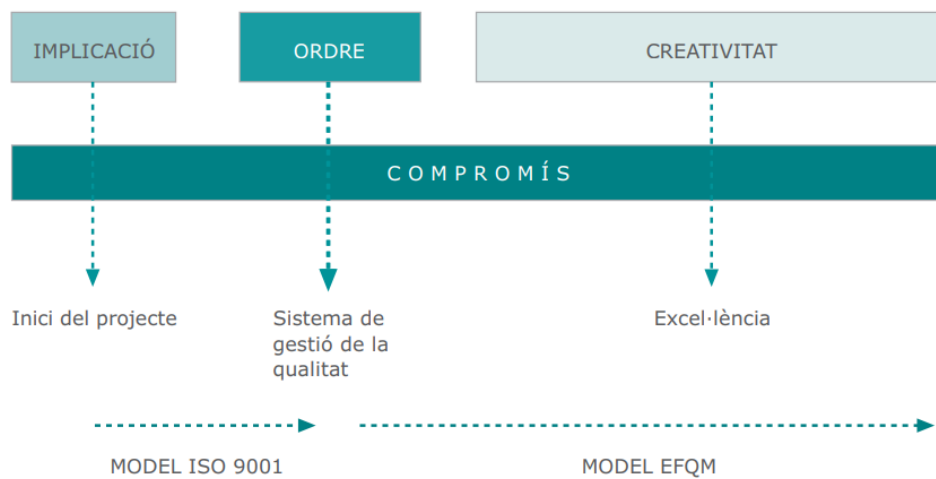 IMPLICACIÓ
ORDRE
CREATIVITAT
COMPROMÍS
Inici del projecte
Sistema de
gestió de la
qualitat
Excel·lència
MODEL ISO 9001
MODEL EFQM